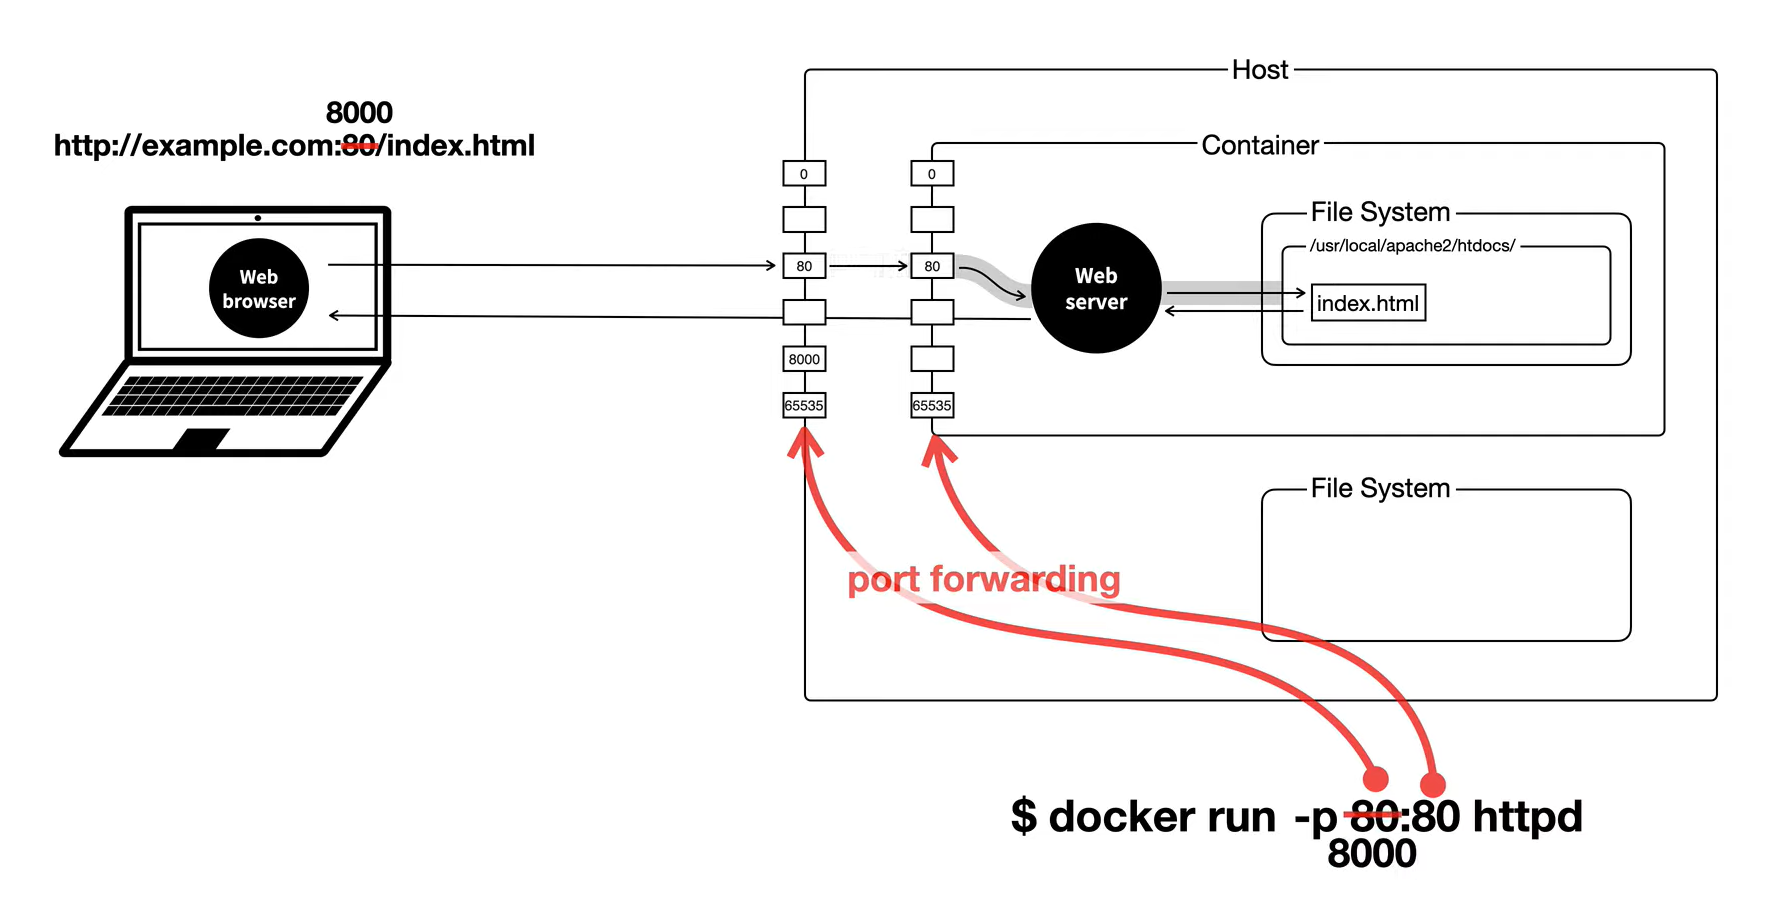 Host
8000
http://example.com:80/index.html
Container
0
0
File System
/usr/local/apache2/htdocs/
80
80
Web
browser
Web
server
index.html
8000
65535
65535
File System
port forwarding
$ docker run -p 80:80 httpd
8000